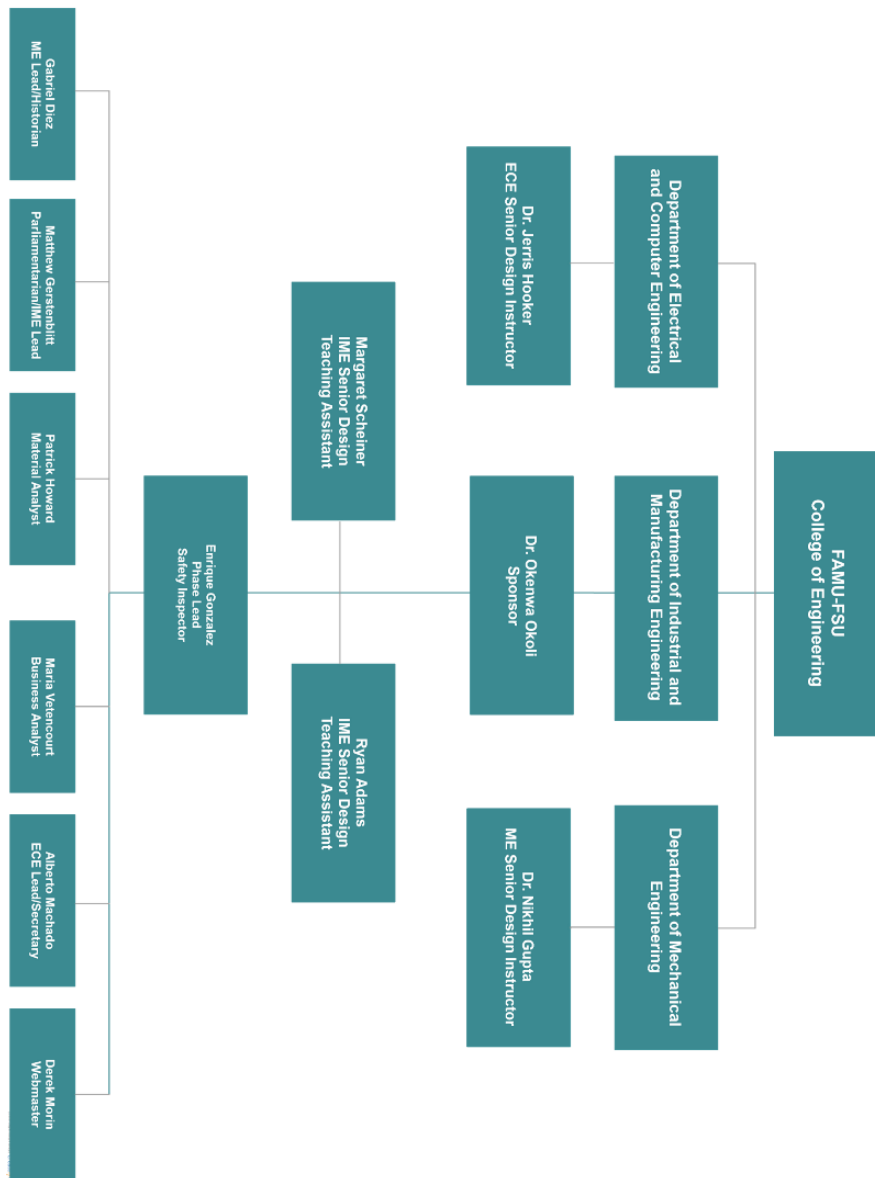 FAMU-FSU
College of Engineering
Department of Electrical
and Computer Engineering
Department of Industrial and
Manufacturing Engineering
Department of Mechanical
Engineering
Dr. Jerris Hooker
ECE Senior Design Instructor
Dr. Okenwa Okoli
Sponsor
Dr. Nikhil Gupta
ME Senior Design Instructor
Margaret Scheiner
IME Senior Design
Teaching Assistant
Ryan Adams
IME Senior Design
Teaching Assistant
Enrique Gonzalez
Phase Lead
Safety Inspector
Gabriel Diez
ME Lead/Historian
Matthew Gerstenblitt
Parliamentarian/IME Lead
Patrick Howard
Material Analyst
Maria Vetencourt
Business Analyst
Alberto Machado
ECE Lead/Secretary
Derek Morin
Webmaster